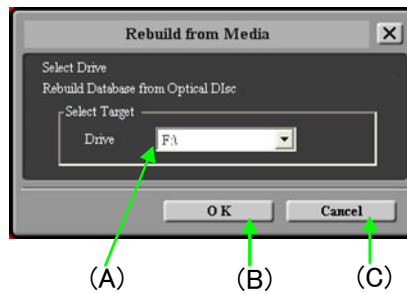 Rebuild from Media
Select Drive
Rebuild Database from Optical DIsc
Select Target
Drive F:\
OK Cancel
(A) (B) (C)